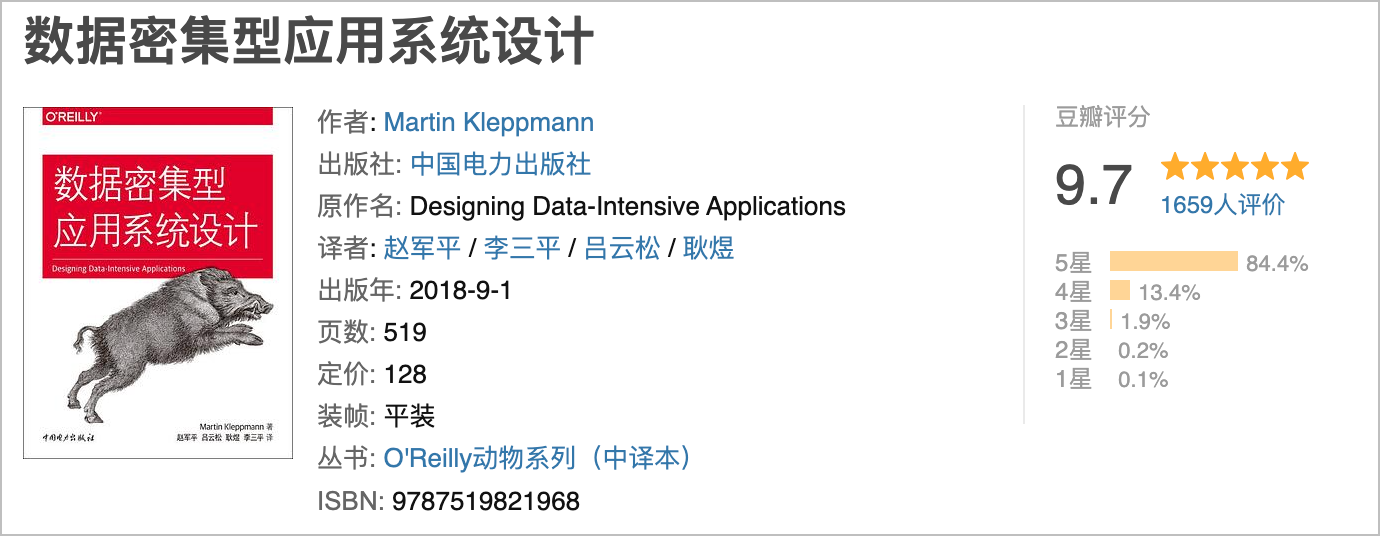 数据密集型应用系统设计
O'REILLY®
数据密集型
应用系统设计
Designing Data-Intensive Applications
Martin Kleppmann 著
中国电力出版社
赵军平 吕云松 耿煜 李三平 译
作者: Martin Kleppmann
出版社: 中国电力出版社
原作名: Designing Data-Intensive Applications
译者: 赵军平 / 李三平 / 吕云松 / 耿煜
出版年: 2018-9-1
页数: 519
定价: 128
装帧: 平装
丛书: O'Reilly动物系列（中译本）
ISBN: 9787519821968
豆瓣评分
9.7
1659人评价
5星 84.4%
4星 13.4%
3星 1.9%
2星 0.2%
1星 0.1%